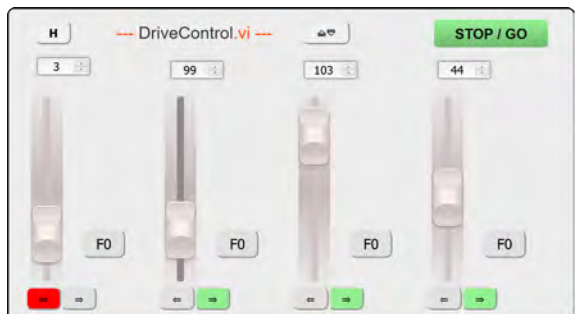 H --- DriveControl.vi --- STOP / GO
3 99 103 44
F0 F0 F0 F0
⇐ ⇒ ⇐ ⇒ ⇐ ⇒ ⇐ ⇒